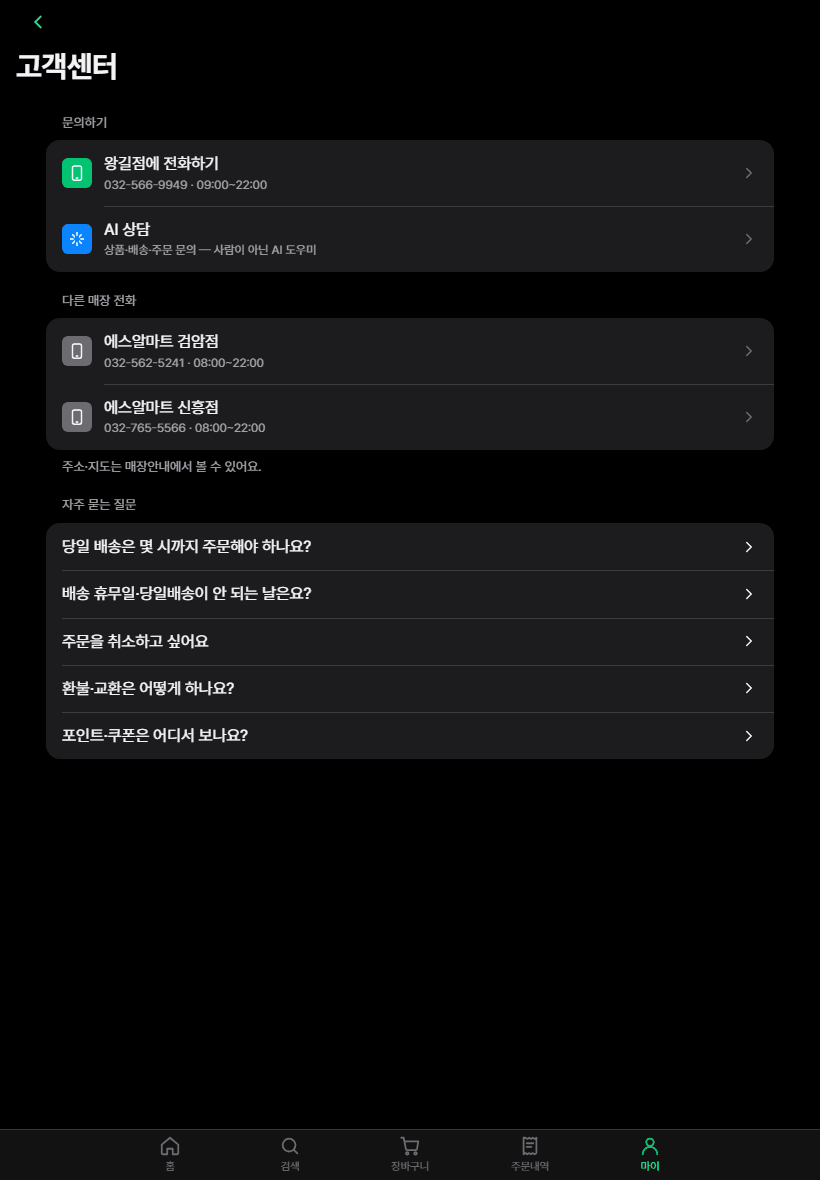 고객센터
문의하기
왕길점에 전화하기
032-566-9949 · 09:00~22:00
AI 상담
상품·배송·주문 문의 — 사람이 아닌 AI 도우미
다른 매장 전화
에스알마트 검암점
032-562-5241 · 08:00~22:00
에스알마트 신흥점
032-765-5566 · 08:00~22:00
주소·지도는 매장안내에서 볼 수 있어요.
자주 묻는 질문
당일 배송은 몇 시까지 주문해야 하나요?
배송 휴무일·당일배송이 안 되는 날은요?
주문을 취소하고 싶어요
환불·교환은 어떻게 하나요?
포인트·쿠폰은 어디서 보나요?
홈
검색
장바구니
주문내역
마이